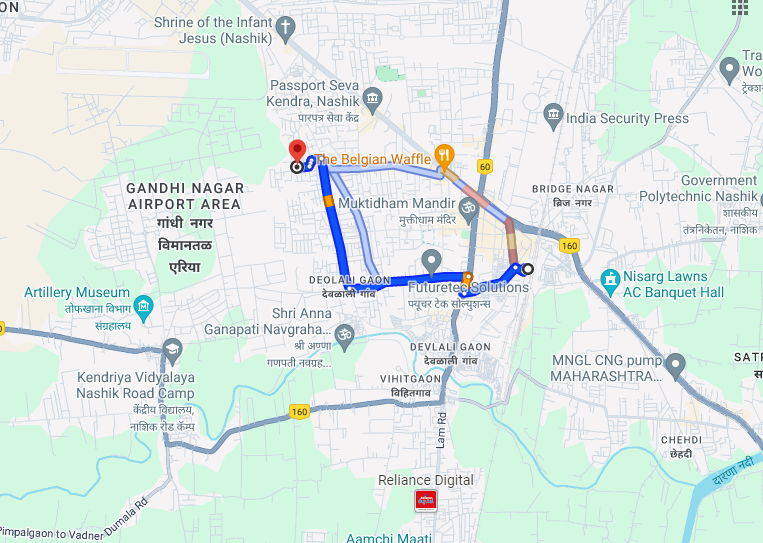 ON
Shrine of the Infant
Jesus (Nashik)
Passport Seva
Kendra, Nashik
पारपत्र सेवा केंद्र
Tra
Wo
ट्रेक्शन
India Security Press
The Belgian Waffle
60
GANDHI NAGAR
AIRPORT AREA
गांधी नगर
विमानतळ
एरिया
Muktidham Mandir
मुक्तीधाम मंदिर
BRIDGE NAGAR
ब्रिज नगर
Government
Polytechnic Nashik
शासकीय
तंत्रनिकेतन, नाशिक
160
DEOLALI GAON
देवळाली गांव
Futuretec Solutions
फ्यूचर टेक सोल्युशन्स
Nisarg Lawns
AC Banquet Hall
Artillery Museum
तोफखाना विभाग
संग्रहालय
Shri Anna
Ganapati Navgraha...
श्री अण्णा
गणपती नवग्र...
DEVLALI GAON
देवळाली गांव
MNGL CNG pump
MAHARASHTRA...
SATR
Kendriya Vidyalaya
Nashik Road Camp
केंद्रीय विद्यालय,
नाशिक रोड कॅम्प
VIHITGAON
विहितगाव
160
Lam Rd
CHEHDI
छेहदी
दारणा नदी
Reliance Digital
Pimpalgaon to Vadner Dumala Rd
Aamchi Maati